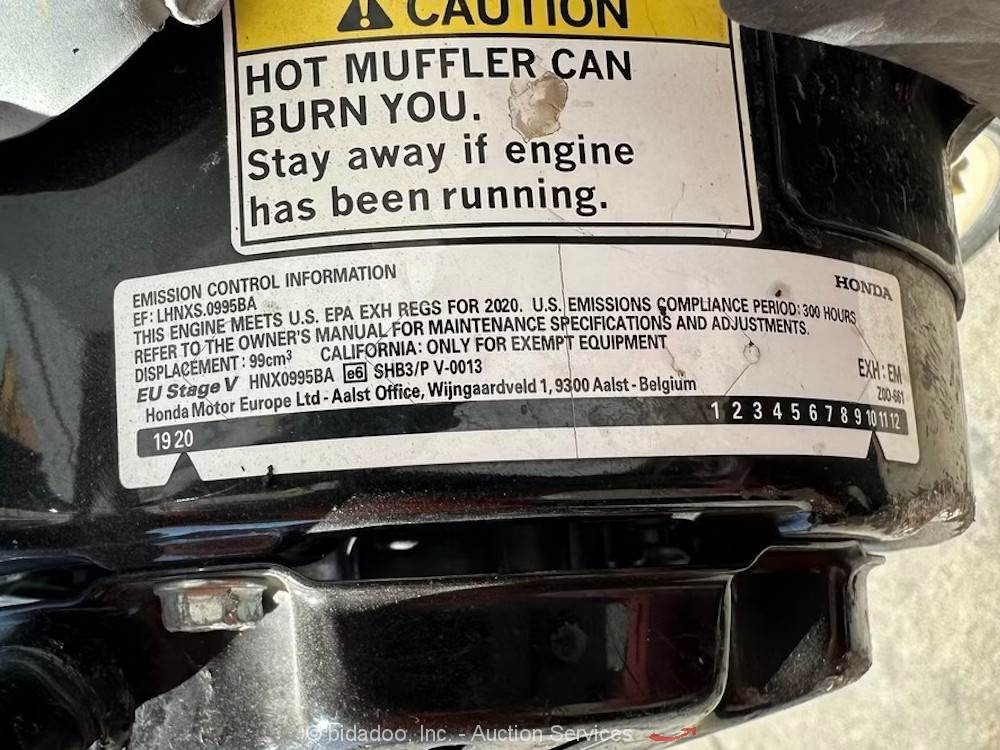 CAUTION
HOT MUFFLER CAN
BURN YOU.
Stay away if engine
has been running.
EMISSION CONTROL INFORMATION
HONDA
EF: LHNXS.0995BA
THIS ENGINE MEETS U.S. EPA EXH REGS FOR 2020. U.S. EMISSIONS COMPLIANCE PERIOD: 300 HOURS
REFER TO THE OWNER'S MANUAL FOR MAINTENANCE SPECIFICATIONS AND ADJUSTMENTS.
DISPLACEMENT: 99cm³ CALIFORNIA: ONLY FOR EXEMPT EQUIPMENT
EU Stage V HNX0995BA e6 SHB3/P V-0013
EXH: EM
Honda Motor Europe Ltd - Aalst Office, Wijngaardveld 1, 9300 Aalst - Belgium
Z0D-661
19 20
1 2 3 4 5 6 7 8 9 10 11 12
© bidadoo, Inc. - Auction Services